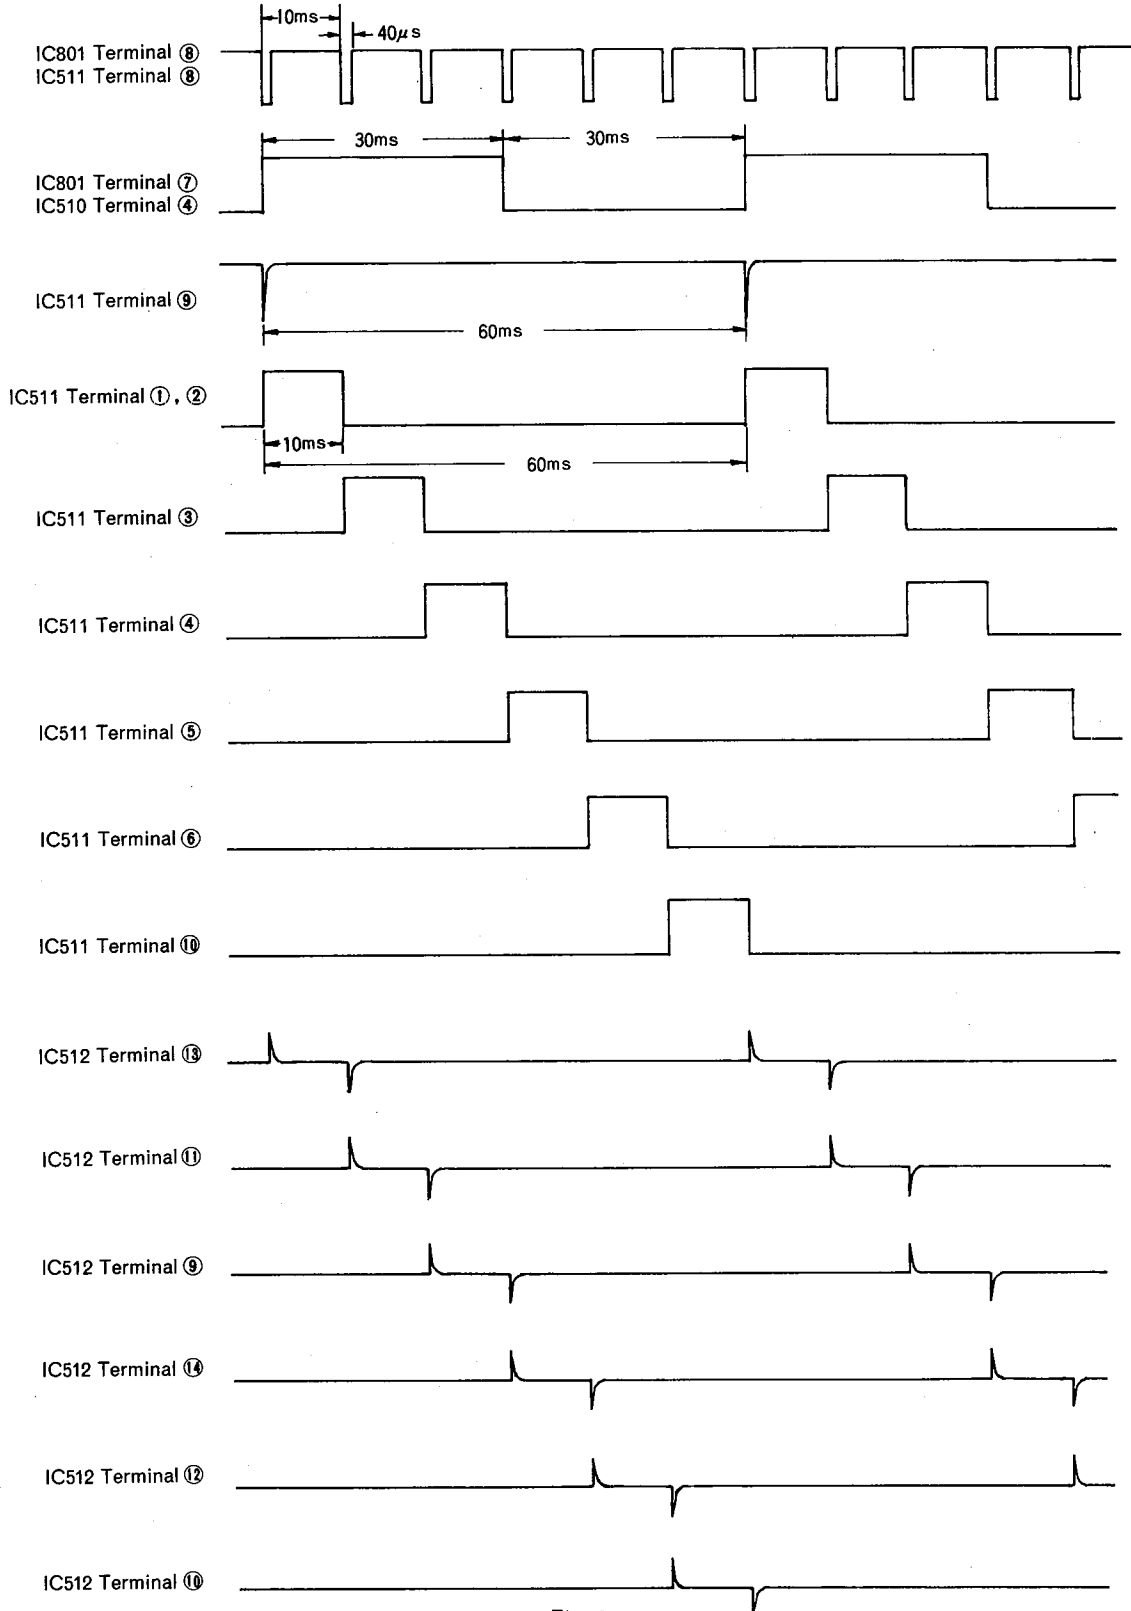 10ms
40μs
IC801 Terminal ⑧
IC511 Terminal ⑧
30ms 30ms
IC801 Terminal ⑦
IC510 Terminal ④
IC511 Terminal ⑨
60ms
IC511 Terminal ①, ②
10ms
60ms
IC511 Terminal ③
IC511 Terminal ④
IC511 Terminal ⑤
IC511 Terminal ⑥
IC511 Terminal ⑩
IC512 Terminal ⑬
IC512 Terminal ⑪
IC512 Terminal ⑨
IC512 Terminal ⑭
IC512 Terminal ⑫
IC512 Terminal ⑩